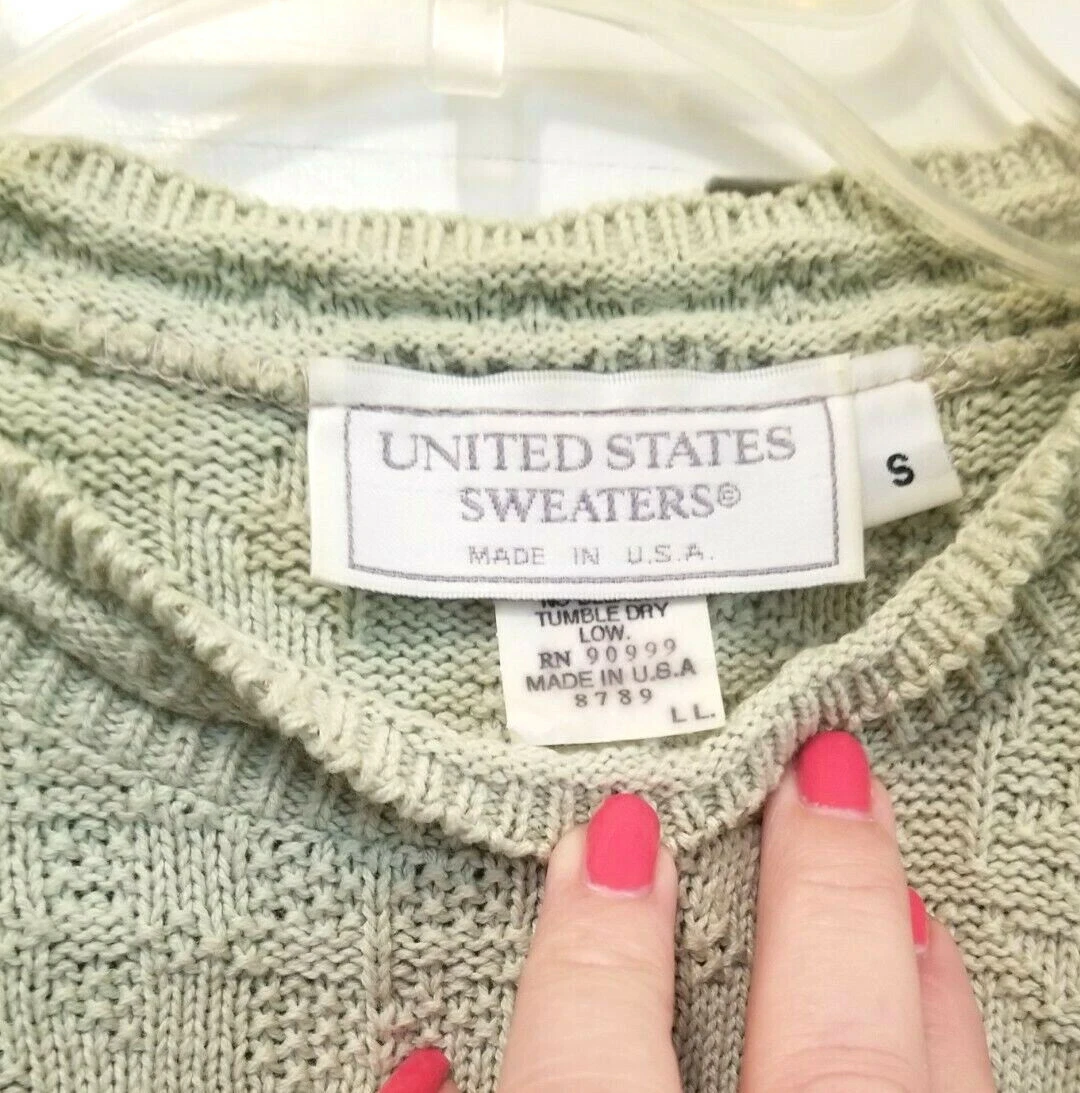 UNITED STATES
SWEATERS®
MADE IN U.S.A.
S
TUMBLE DRY
LOW.
RN 90999
MADE IN U.S.A
8789
LL.